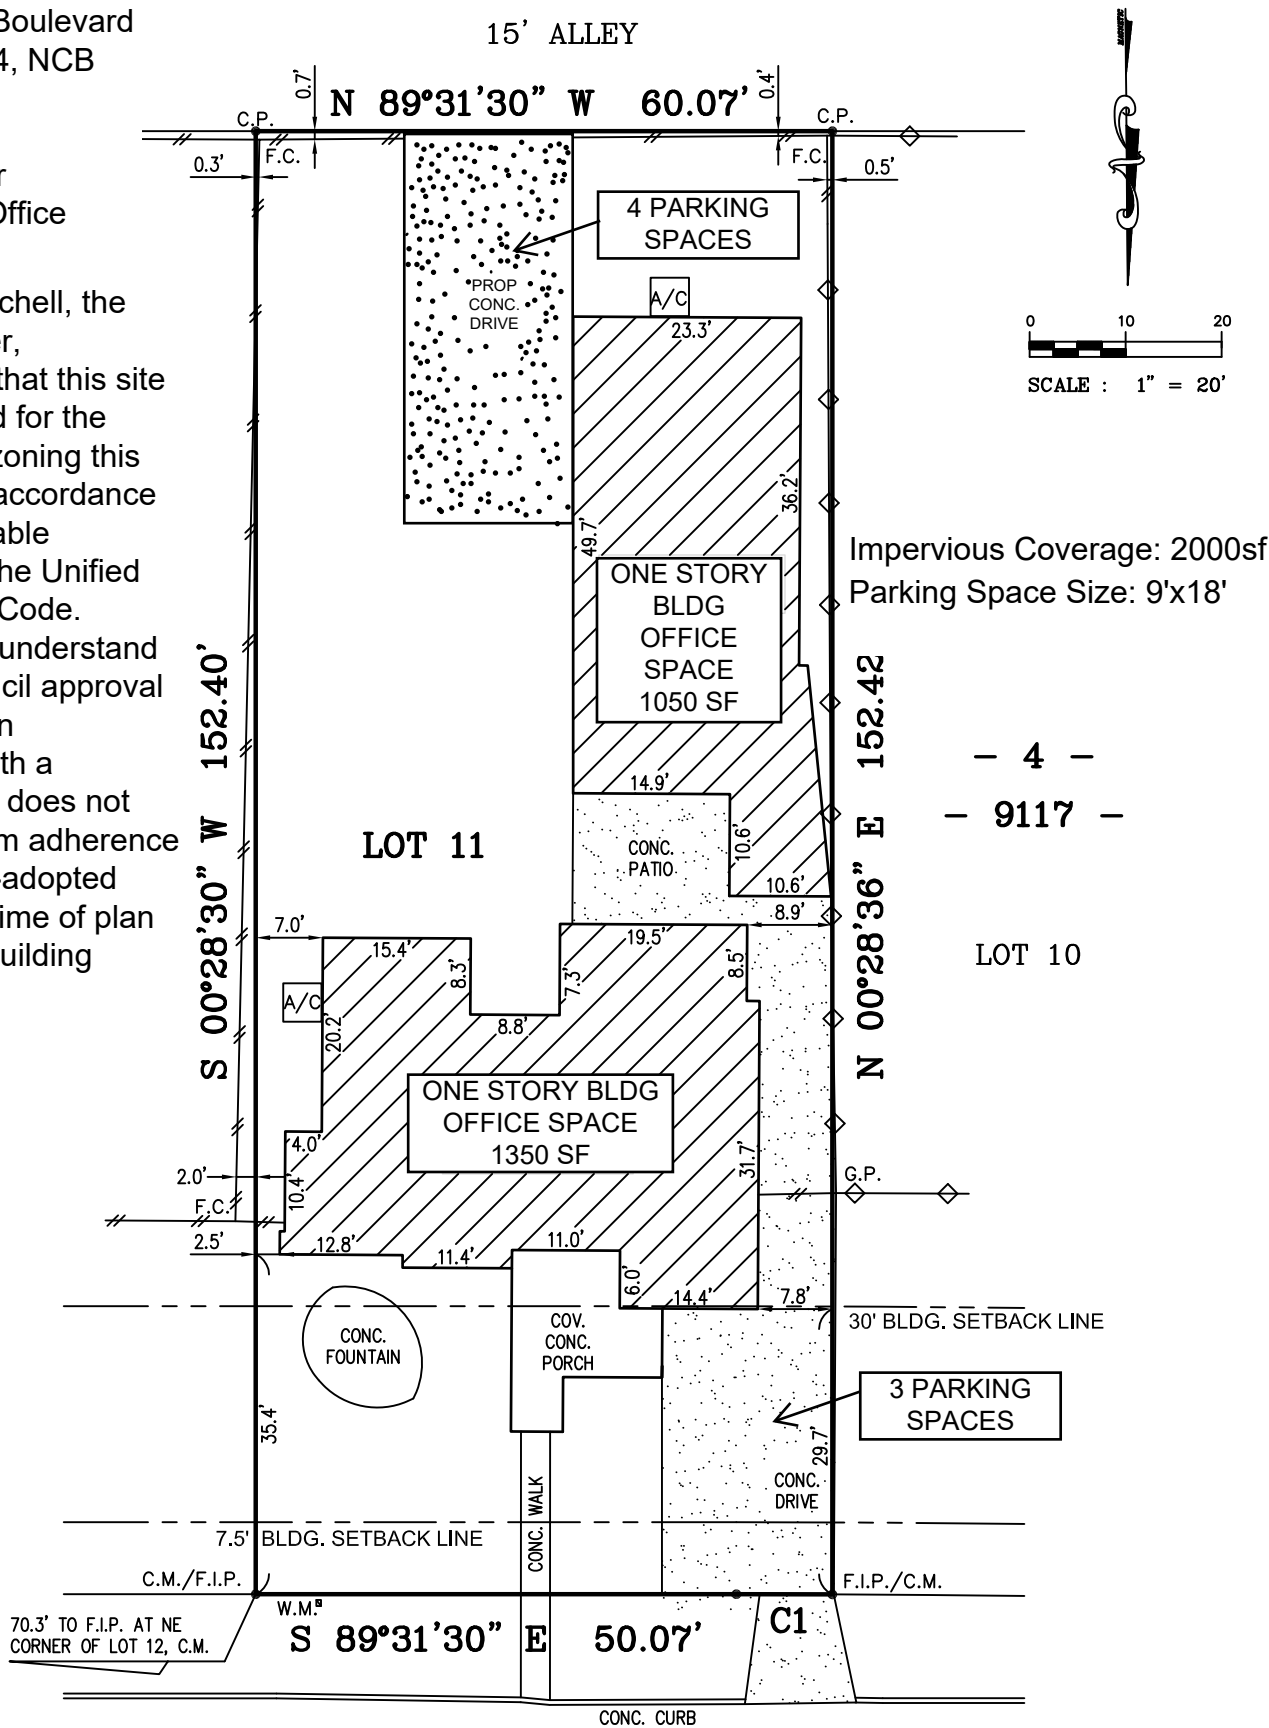 Boulevard
4, NCB
r
Office
chell, the
er,
that this site
d for the
zoning this
accordance
able
he Unified
Code.
understand
cil approval
n
th a
does not
m adherence
-adopted
ime of plan
uilding
15' ALLEY
MAGNETIC
0.7'
N 89°31'30" W 60.07'
0.4'
C.P.
C.P.
F.C.
F.C.
0.3'
0.5'
4 PARKING
SPACES
PROP
CONC.
DRIVE
A/C
23.3'
0 10 20
SCALE : 1" = 20'
36.2'
49.7'
Impervious Coverage: 2000sf
Parking Space Size: 9'x18'
ONE STORY
BLDG
OFFICE
SPACE
1050 SF
S 00°28'30" W 152.40'
N 00°28'36" E 152.42
- 4 -
- 9117 -
14.9'
LOT 11
CONC.
PATIO
10.6'
10.6'
8.9'
7.0'
15.4'
19.5'
8.3'
7.3'
8.5'
LOT 10
A/C
20.2'
8.8'
ONE STORY BLDG
OFFICE SPACE
1350 SF
4.0'
31.7'
2.0'
10.4'
G.P.
F.C.
2.5'
12.8'
11.4'
11.0'
6.0'
14.4'
7.8'
30' BLDG. SETBACK LINE
CONC.
FOUNTAIN
COV.
CONC.
PORCH
3 PARKING
SPACES
35.4'
29.7'
CONC. WALK
CONC.
DRIVE
7.5' BLDG. SETBACK LINE
C.M./F.I.P.
F.I.P./C.M.
W.M.
70.3' TO F.I.P. AT NE
CORNER OF LOT 12, C.M.
S 89°31'30" E 50.07'
C1
CONC. CURB